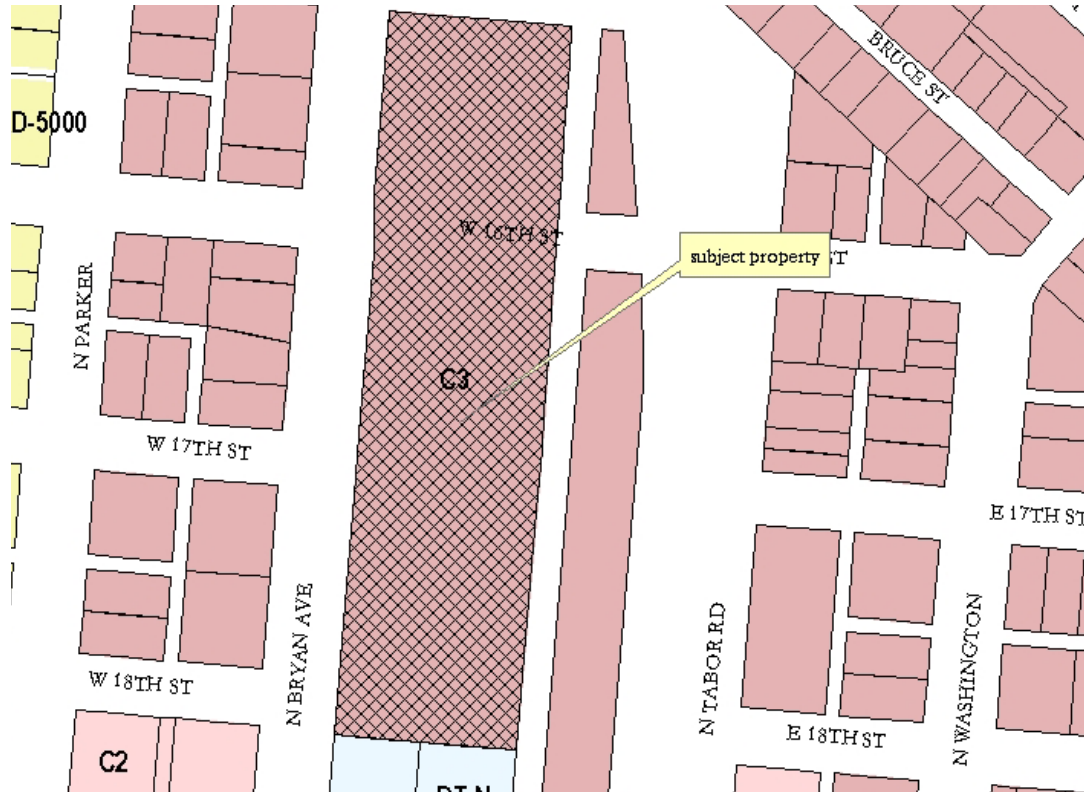 BRUCE ST
D-5000
W 16TH ST
subject property
ST
N PARKER
C3
W 17TH ST
E 17TH ST
N BRYAN AVE
N TABOR RD
N WASHINGTON
W 18TH ST
E 18TH ST
C2
DT-N